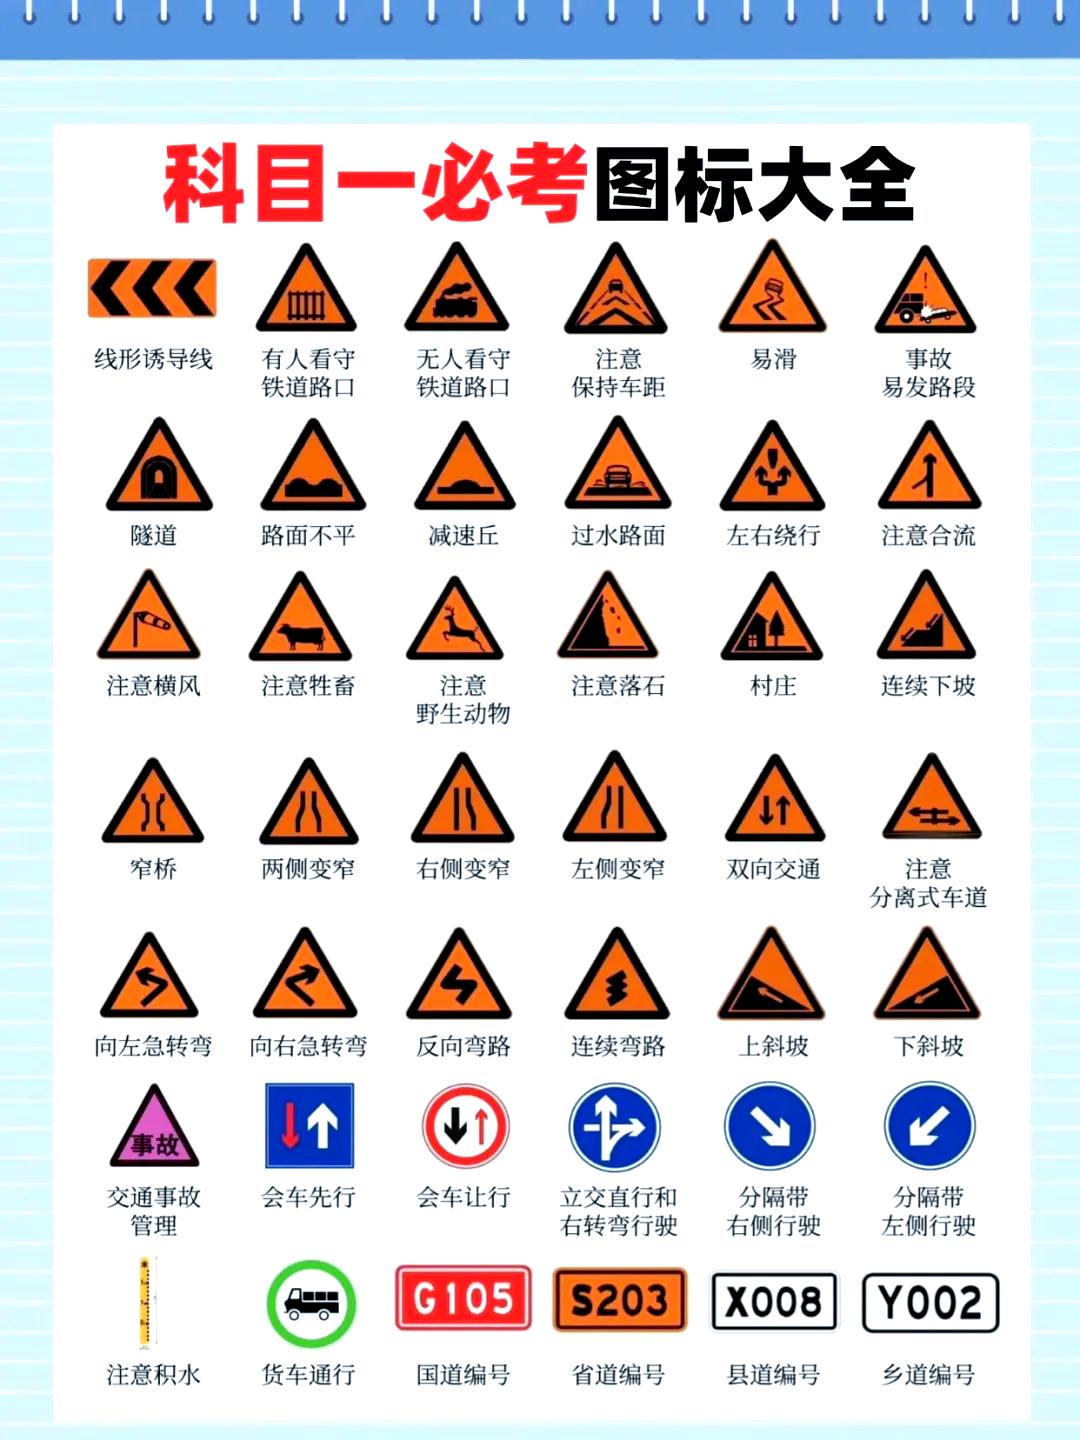 科目一必考图标大全
线形诱导线
有人看守
铁道路口
无人看守
铁道路口
注意
保持车距
易滑
事故
易发路段
隧道
路面不平
减速丘
过水路面
左右绕行
注意合流
注意横风
注意牲畜
注意
野生动物
注意落石
村庄
连续下坡
窄桥
两侧变窄
右侧变窄
左侧变窄
双向交通
注意
分离式车道
向左急转弯
向右急转弯
反向弯路
连续弯路
上斜坡
下斜坡
事故
交通事故
管理
会车先行
会车让行
立交直行和
右转弯行驶
分隔带
右侧行驶
分隔带
左侧行驶
注意积水
货车通行
G105
国道编号
S203
省道编号
X008
县道编号
Y002
乡道编号